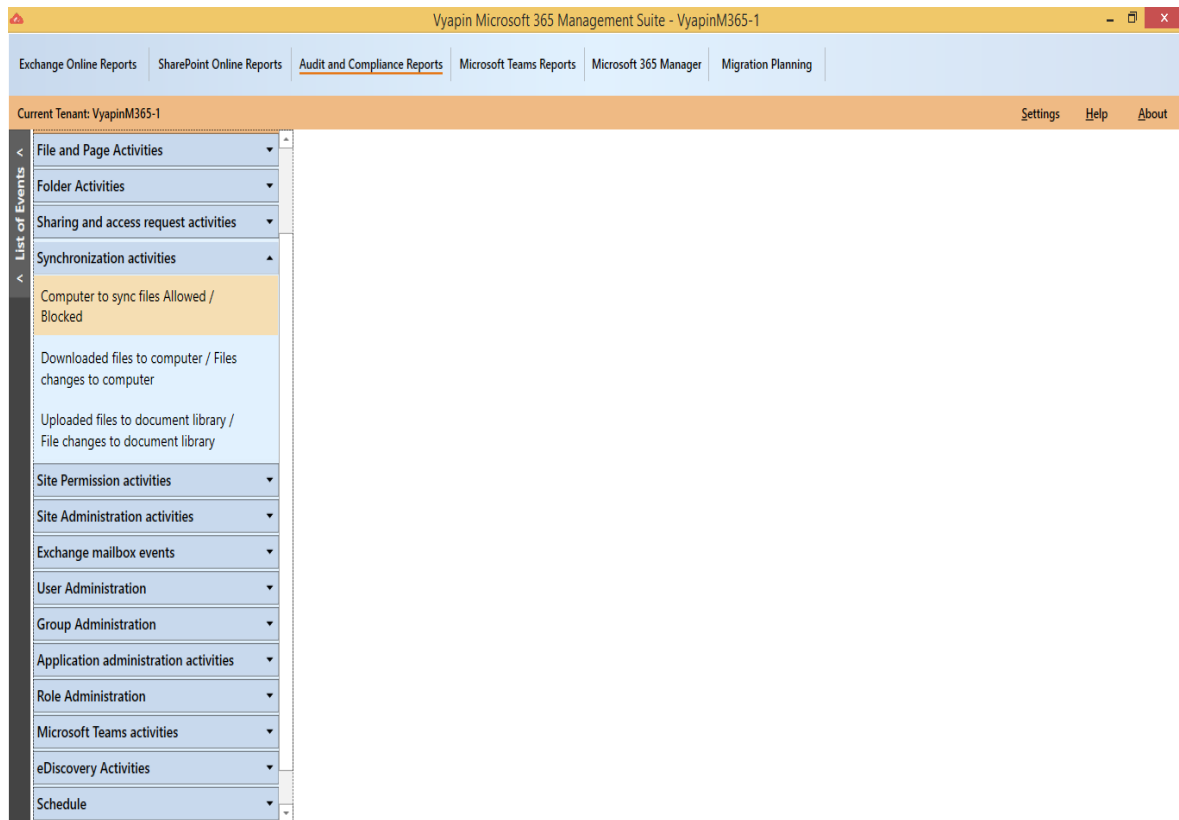 Vyapin Microsoft 365 Management Suite - VyapinM365-1
Exchange Online Reports SharePoint Online Reports Audit and Compliance Reports Microsoft Teams Reports Microsoft 365 Manager Migration Planning
Current Tenant: VyapinM365-1 Settings Help About
< List of Events <
File and Page Activities
Folder Activities
Sharing and access request activities
Synchronization activities
Computer to sync files Allowed /
Blocked
Downloaded files to computer / Files
changes to computer
Uploaded files to document library /
File changes to document library
Site Permission activities
Site Administration activities
Exchange mailbox events
User Administration
Group Administration
Application administration activities
Role Administration
Microsoft Teams activities
eDiscovery Activities
Schedule